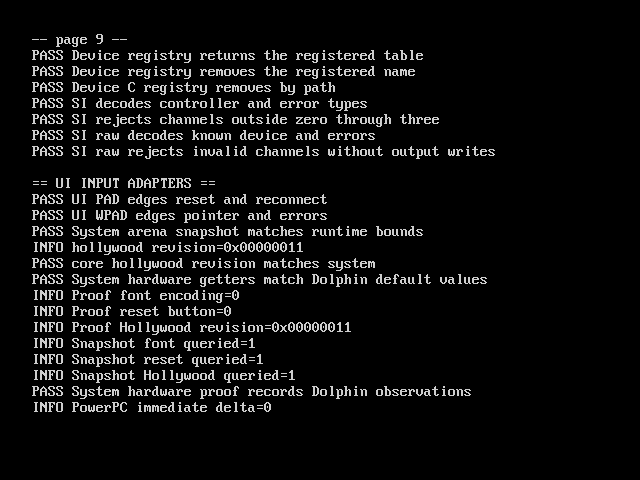 -- page 9 --
PASS Device registry returns the registered table
PASS Device registry removes the registered name
PASS Device C registry removes by path
PASS SI decodes controller and error types
PASS SI rejects channels outside zero through three
PASS SI raw decodes known device and errors
PASS SI raw rejects invalid channels without output writes
== UI INPUT ADAPTERS ==
PASS UI PAD edges reset and reconnect
PASS UI WPAD edges pointer and errors
PASS System arena snapshot matches runtime bounds
INFO hollywood revision=0x00000011
PASS core hollywood revision matches system
PASS System hardware getters match Dolphin default values
INFO Proof font encoding=0
INFO Proof reset button=0
INFO Proof Hollywood revision=0x00000011
INFO Snapshot font queried=1
INFO Snapshot reset queried=1
INFO Snapshot Hollywood queried=1
PASS System hardware proof records Dolphin observations
INFO PowerPC immediate delta=0